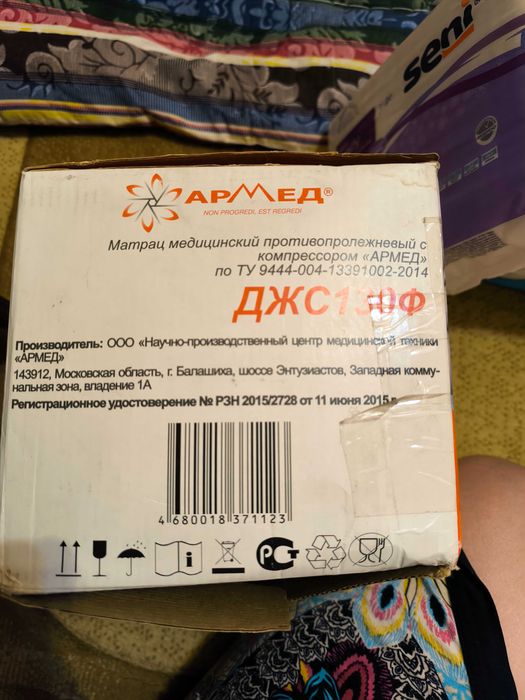 seni
АРМЕД®
NON PROGREDI, EST REGREDI
Матрац медицинский противопролежневый с
компрессором «АРМЕД»
по ТУ 9444-004-13391002-2014
ДЖС130Ф
Производитель: ООО «Научно-производственный центр медицинской техники
«АРМЕД»
143912, Московская область, г. Балашиха, шоссе Энтузиастов, Западная комму-
нальная зона, владение 1А
Регистрационное удостоверение № РЗН 2015/2728 от 11 июня 2015
4 680018 371123
i
РСТ